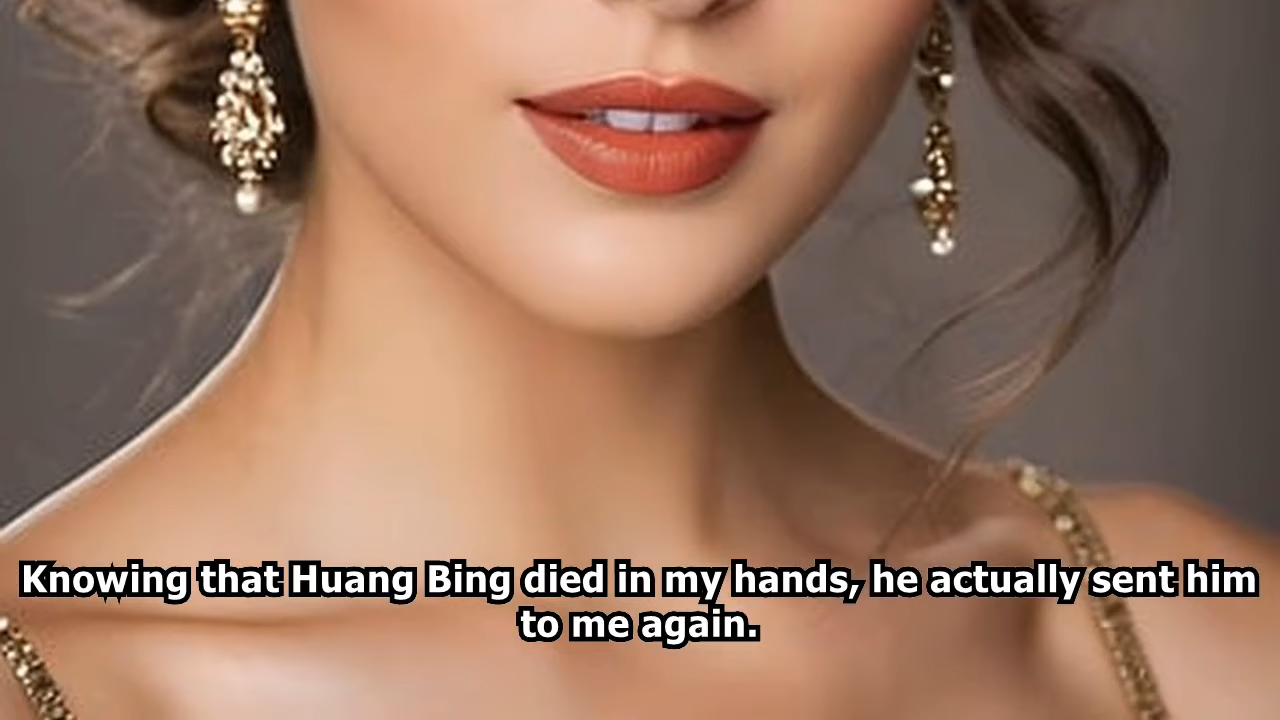 Knowing that Huang Bing died in my hands, he actually sent him
to me again.